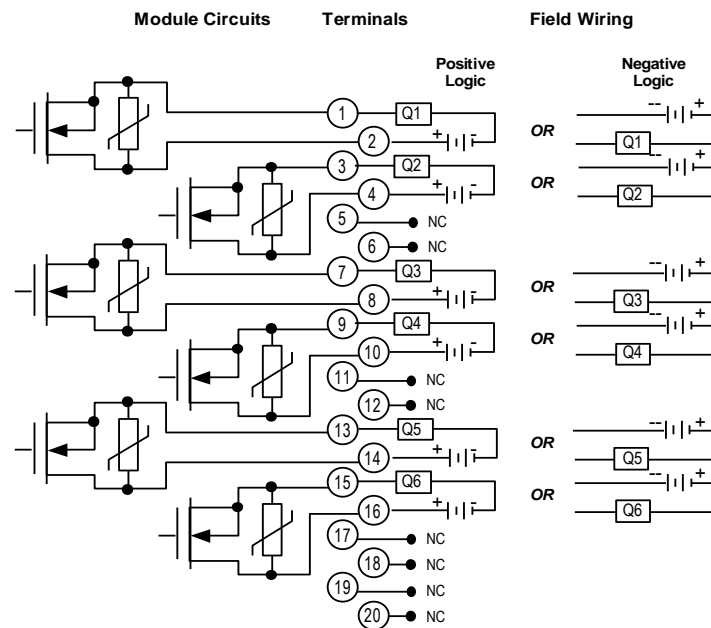 Module Circuits Terminals Field Wiring
Positive Logic Negative Logic
1 Q1 -- +
2 + - OR Q1
3 Q2 -- +
4 + - OR Q2
5 NC
6 NC
7 Q3 -- +
8 + - OR Q3
9 Q4 -- +
10 + - OR Q4
11 NC
12 NC
13 Q5 -- +
14 + - OR Q5
15 Q6 -- +
16 + - OR Q6
17 NC
18 NC
19 NC
20 NC